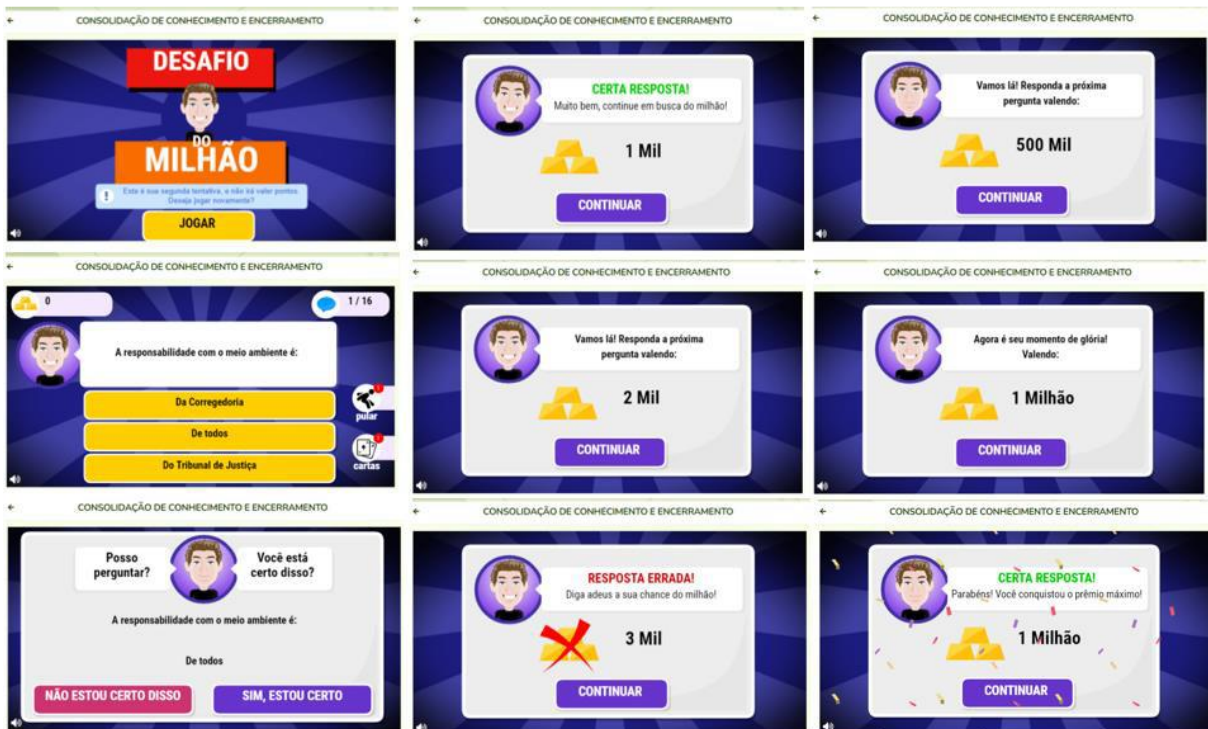 ← CONSOLIDAÇÃO DE CONHECIMENTO E ENCERRAMENTO
DESAFIO
DO
MILHÃO
! Este é sua segunda tentativa, e não irá valer pontos.
Deseja jogar novamente?
JOGAR
← CONSOLIDAÇÃO DE CONHECIMENTO E ENCERRAMENTO
CERTA RESPOSTA!
Muito bem, continue em busca do milhão!
1 Mil
CONTINUAR
← CONSOLIDAÇÃO DE CONHECIMENTO E ENCERRAMENTO
Vamos lá! Responda a próxima
pergunta valendo:
500 Mil
CONTINUAR
← CONSOLIDAÇÃO DE CONHECIMENTO E ENCERRAMENTO
0
1 / 16
A responsabilidade com o meio ambiente é:
Da Corregedoria
De todos
Do Tribunal de Justiça
pular
cartas
← CONSOLIDAÇÃO DE CONHECIMENTO E ENCERRAMENTO
Vamos lá! Responda a próxima
pergunta valendo:
2 Mil
CONTINUAR
← CONSOLIDAÇÃO DE CONHECIMENTO E ENCERRAMENTO
Agora é seu momento de glória!
Valendo:
1 Milhão
CONTINUAR
← CONSOLIDAÇÃO DE CONHECIMENTO E ENCERRAMENTO
Posso
perguntar?
Você está
certo disso?
A responsabilidade com o meio ambiente é:
De todos
NÃO ESTOU CERTO DISSO
SIM, ESTOU CERTO
← CONSOLIDAÇÃO DE CONHECIMENTO E ENCERRAMENTO
RESPOSTA ERRADA!
Diga adeus a sua chance do milhão!
3 Mil
CONTINUAR
← CONSOLIDAÇÃO DE CONHECIMENTO E ENCERRAMENTO
CERTA RESPOSTA!
Parabéns! Você conquistou o prêmio máximo!
1 Milhão
CONTINUAR